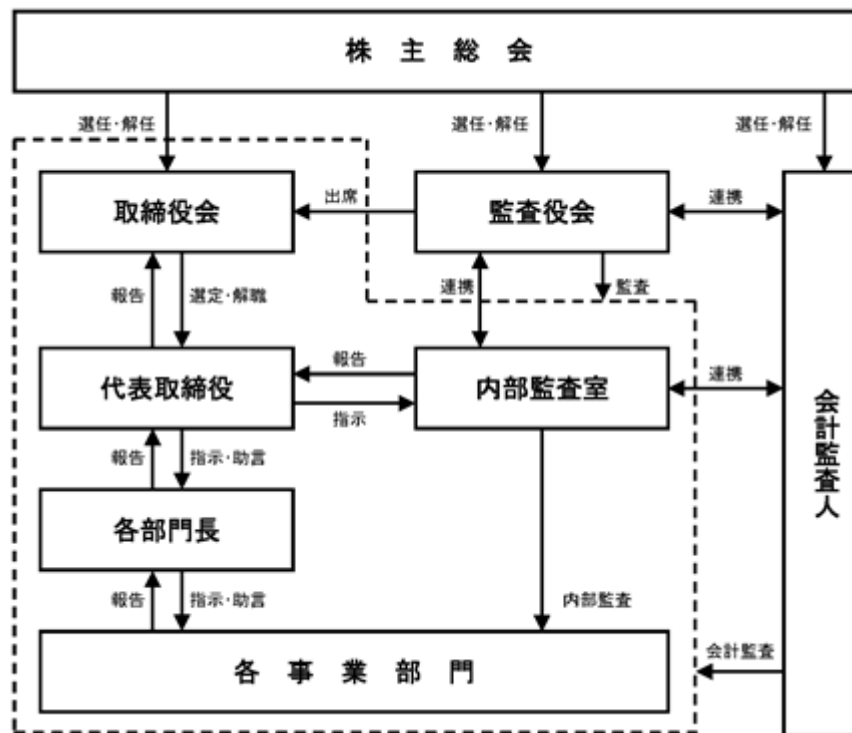 株主総会
選任・解任
選任・解任
選任・解任
取締役会
出席
監査役会
連携
報告
選定・解職
連携
監査
代表取締役
報告
指示
内部監査室
連携
会計監査人
報告
指示・助言
各部門長
報告
指示・助言
内部監査
各事業部門
会計監査